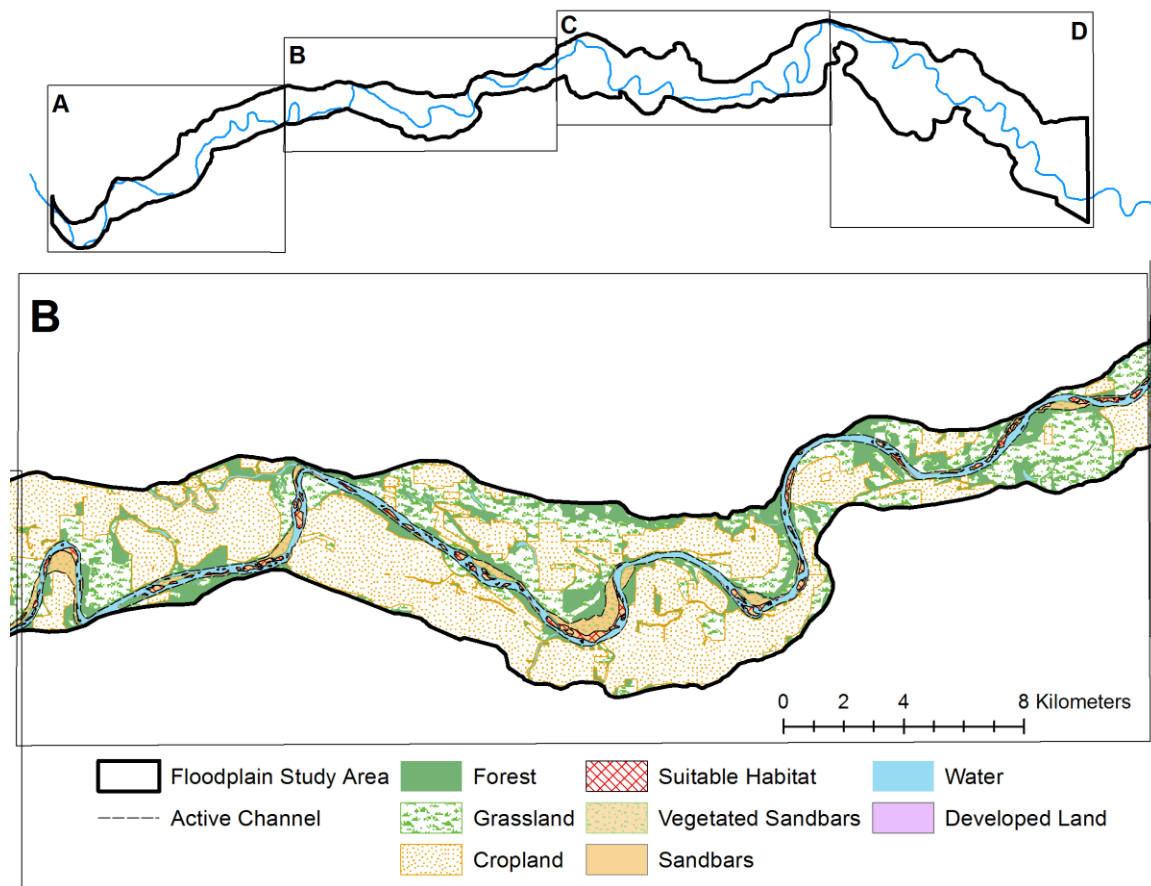 A
B
C
D
B
0 2 4 8 Kilometers
Floodplain Study Area
Active Channel
Forest
Grassland
Cropland
Suitable Habitat
Vegetated Sandbars
Sandbars
Water
Developed Land